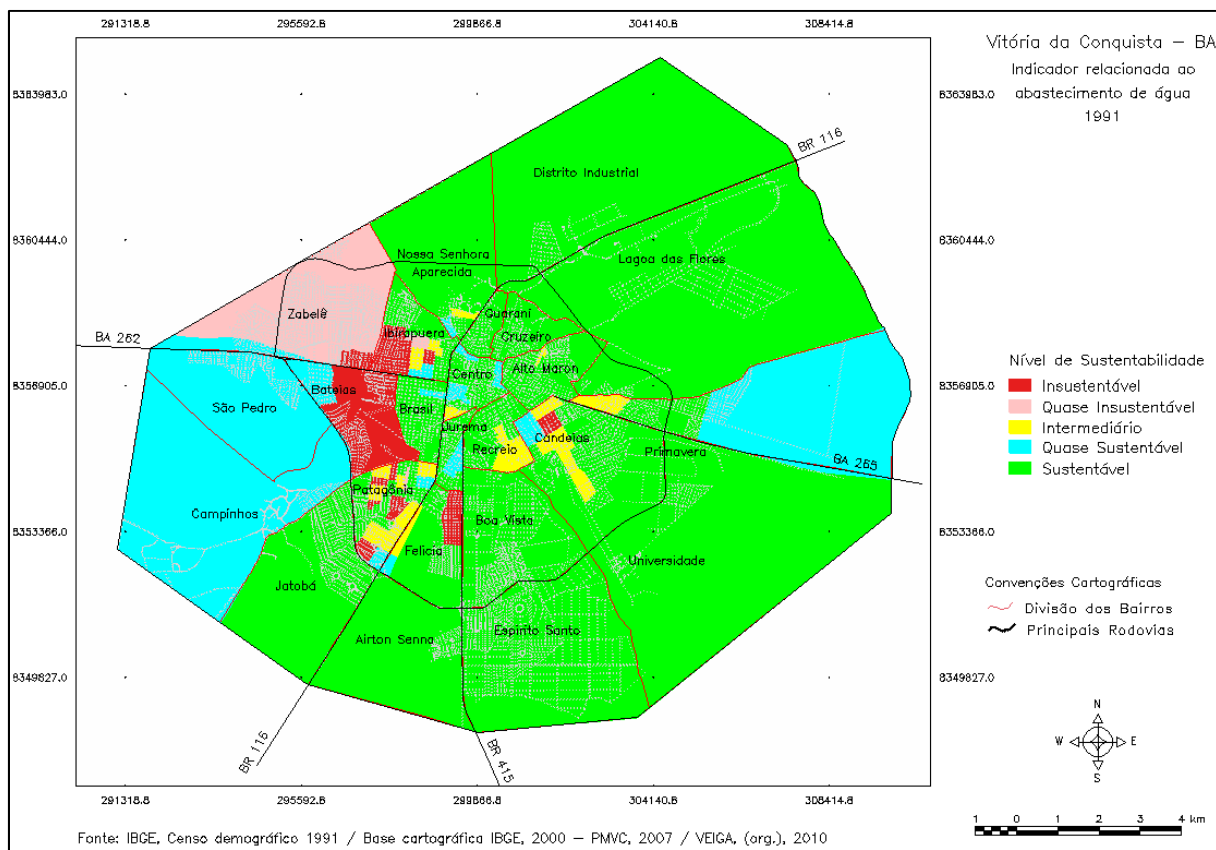 291318.8 295592.8 299866.8 304140.8 308414.8
Vitória da Conquista – BA
Indicador relacionada ao
abastecimento de água
1991
8363983.0 8363983.0
BR 116
Distrito Industrial
8360444.0 8360444.0
Nossa Senhora
Aparecida
Lagoa das Flores
Zabelê
Guarani
Ibirapuera
Cruzeiro
BA 262
Centro
Alto Maron
Nível de Sustentabilidade
8356905.0 8356905.0
Insustentável
Bateias
São Pedro
Brasil
Quase Insustentável
Jurema
Intermediário
Candeias
Recreio
Primavera
Quase Sustentável
BA 265
Sustentável
Patagônia
Campinhos
Boa Vista
8353366.0 8353366.0
Felícia
Universidade
Jatobá
Convenções Cartográficas
Divisão dos Bairros
Espírito Santo
Principais Rodovias
Airton Senna
8349827.0 8349827.0
N
W E
S
BR 116
BR 415
291318.8 295592.8 299866.8 304140.8 308414.8
1 0 1 2 3 4 km
Fonte: IBGE, Censo demográfico 1991 / Base cartográfica IBGE, 2000 – PMVC, 2007 / VEIGA, (org.), 2010